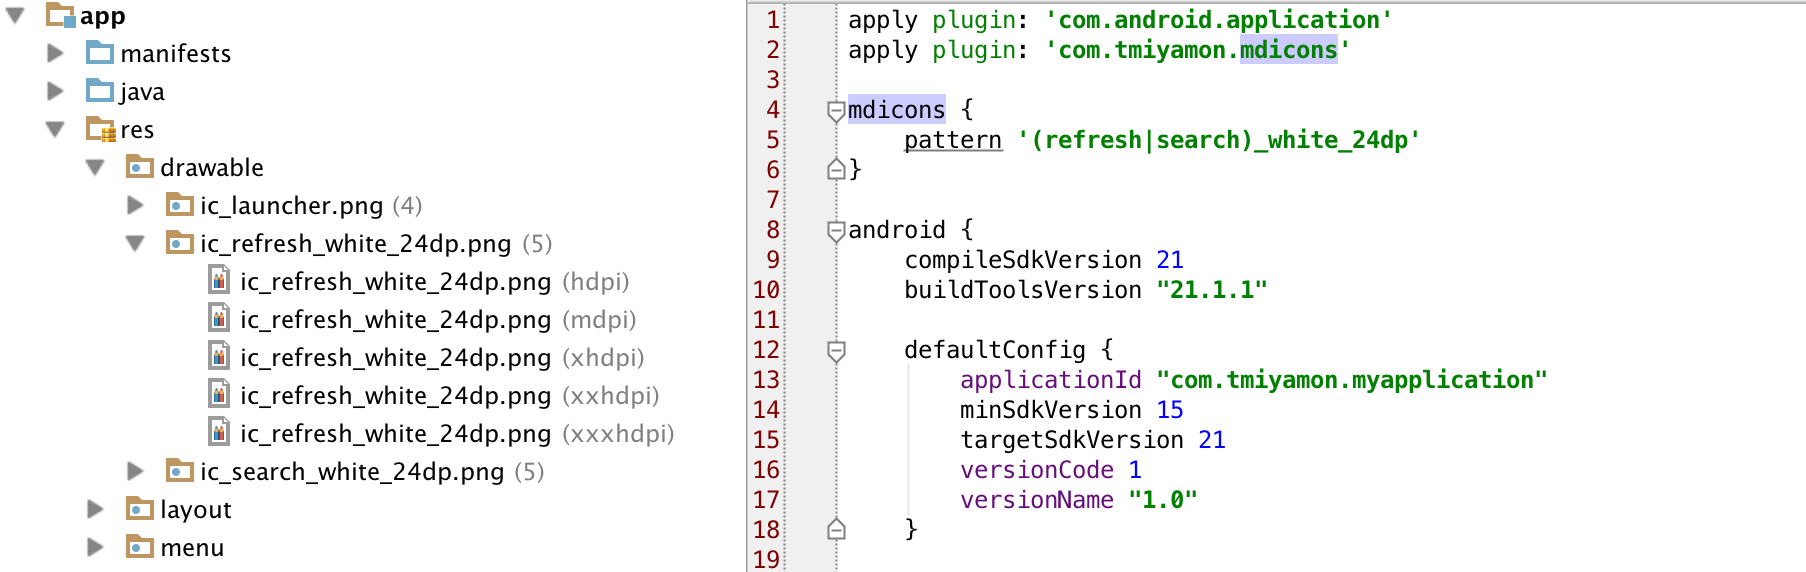 app
manifests
java
res
drawable
ic_launcher.png (4)
ic_refresh_white_24dp.png (5)
ic_refresh_white_24dp.png (hdpi)
ic_refresh_white_24dp.png (mdpi)
ic_refresh_white_24dp.png (xhdpi)
ic_refresh_white_24dp.png (xxhdpi)
ic_refresh_white_24dp.png (xxxhdpi)
ic_search_white_24dp.png (5)
layout
menu
1 apply plugin: 'com.android.application'
2 apply plugin: 'com.tmiyamon.mdicons'
3
4 mdicons {
5 pattern '(refresh|search)_white_24dp'
6 }
7
8 android {
9 compileSdkVersion 21
10 buildToolsVersion "21.1.1"
11
12 defaultConfig {
13 applicationId "com.tmiyamon.myapplication"
14 minSdkVersion 15
15 targetSdkVersion 21
16 versionCode 1
17 versionName "1.0"
18 }
19